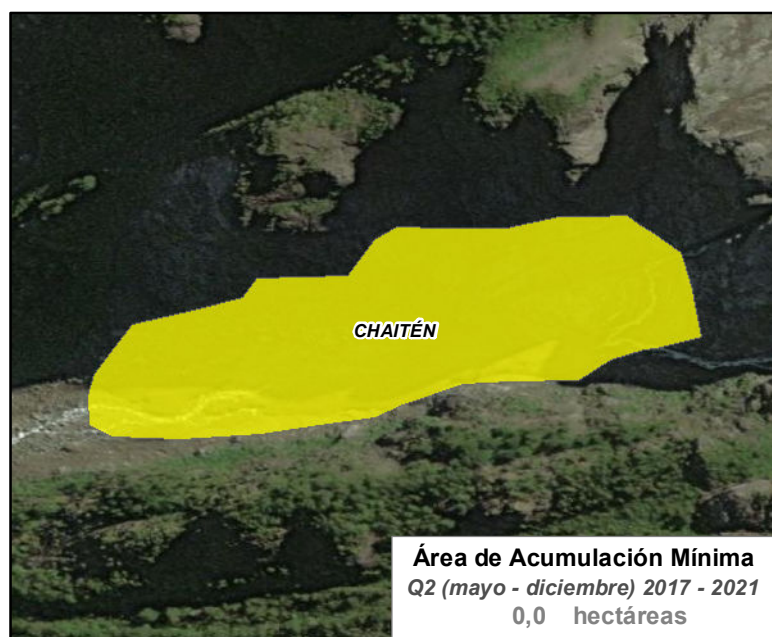 CHAITÉN
Área de Acumulación Mínima
Q2 (mayo - diciembre) 2017 - 2021
0,0 hectáreas